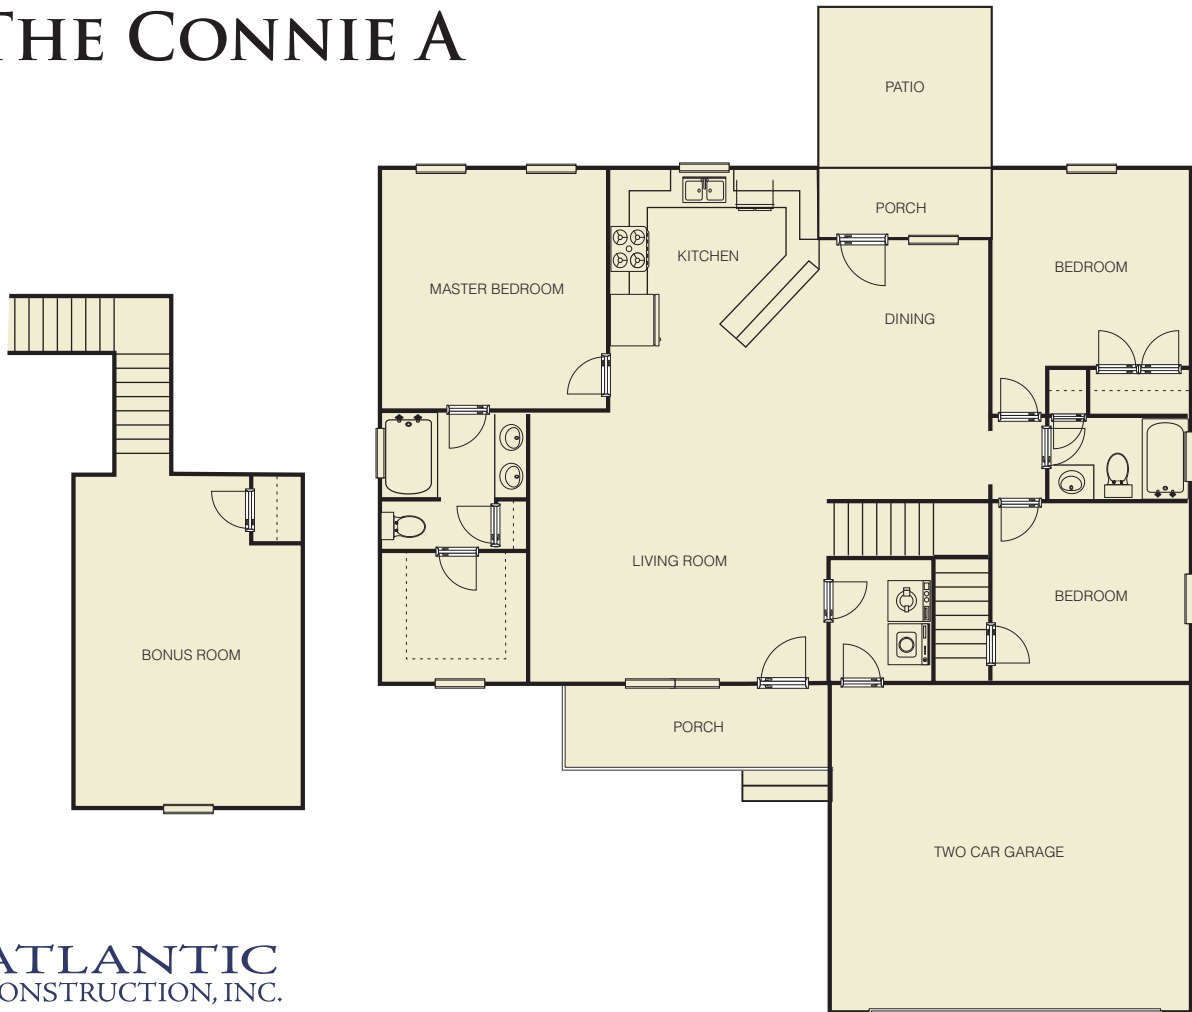 THE CONNIE A
PATIO
PORCH
KITCHEN
BEDROOM
MASTER BEDROOM
DINING
LIVING ROOM
BEDROOM
BONUS ROOM
PORCH
TWO CAR GARAGE
ATLANTIC
CONSTRUCTION, INC.